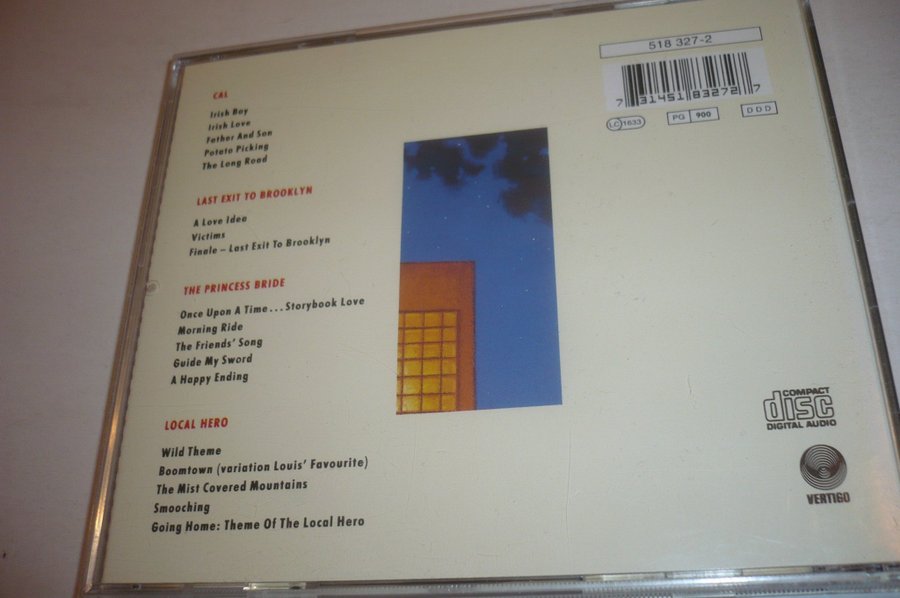 CAL
Irish Boy
Irish Love
Father And Son
Potato Picking
The Long Road
LAST EXIT TO BROOKLYN
A Love Idea
Victims
Finale – Last Exit To Brooklyn
THE PRINCESS BRIDE
Once Upon A Time... Storybook Love
Morning Ride
The Friends' Song
Guide My Sword
A Happy Ending
LOCAL HERO
Wild Theme
Boomtown (variation Louis' Favourite)
The Mist Covered Mountains
Smooching
Going Home: Theme Of The Local Hero
518 327-2
7 31451 83272 7
LC 1633
PG 900
DDD
COMPACT
disc
DIGITAL AUDIO
VERTIGO